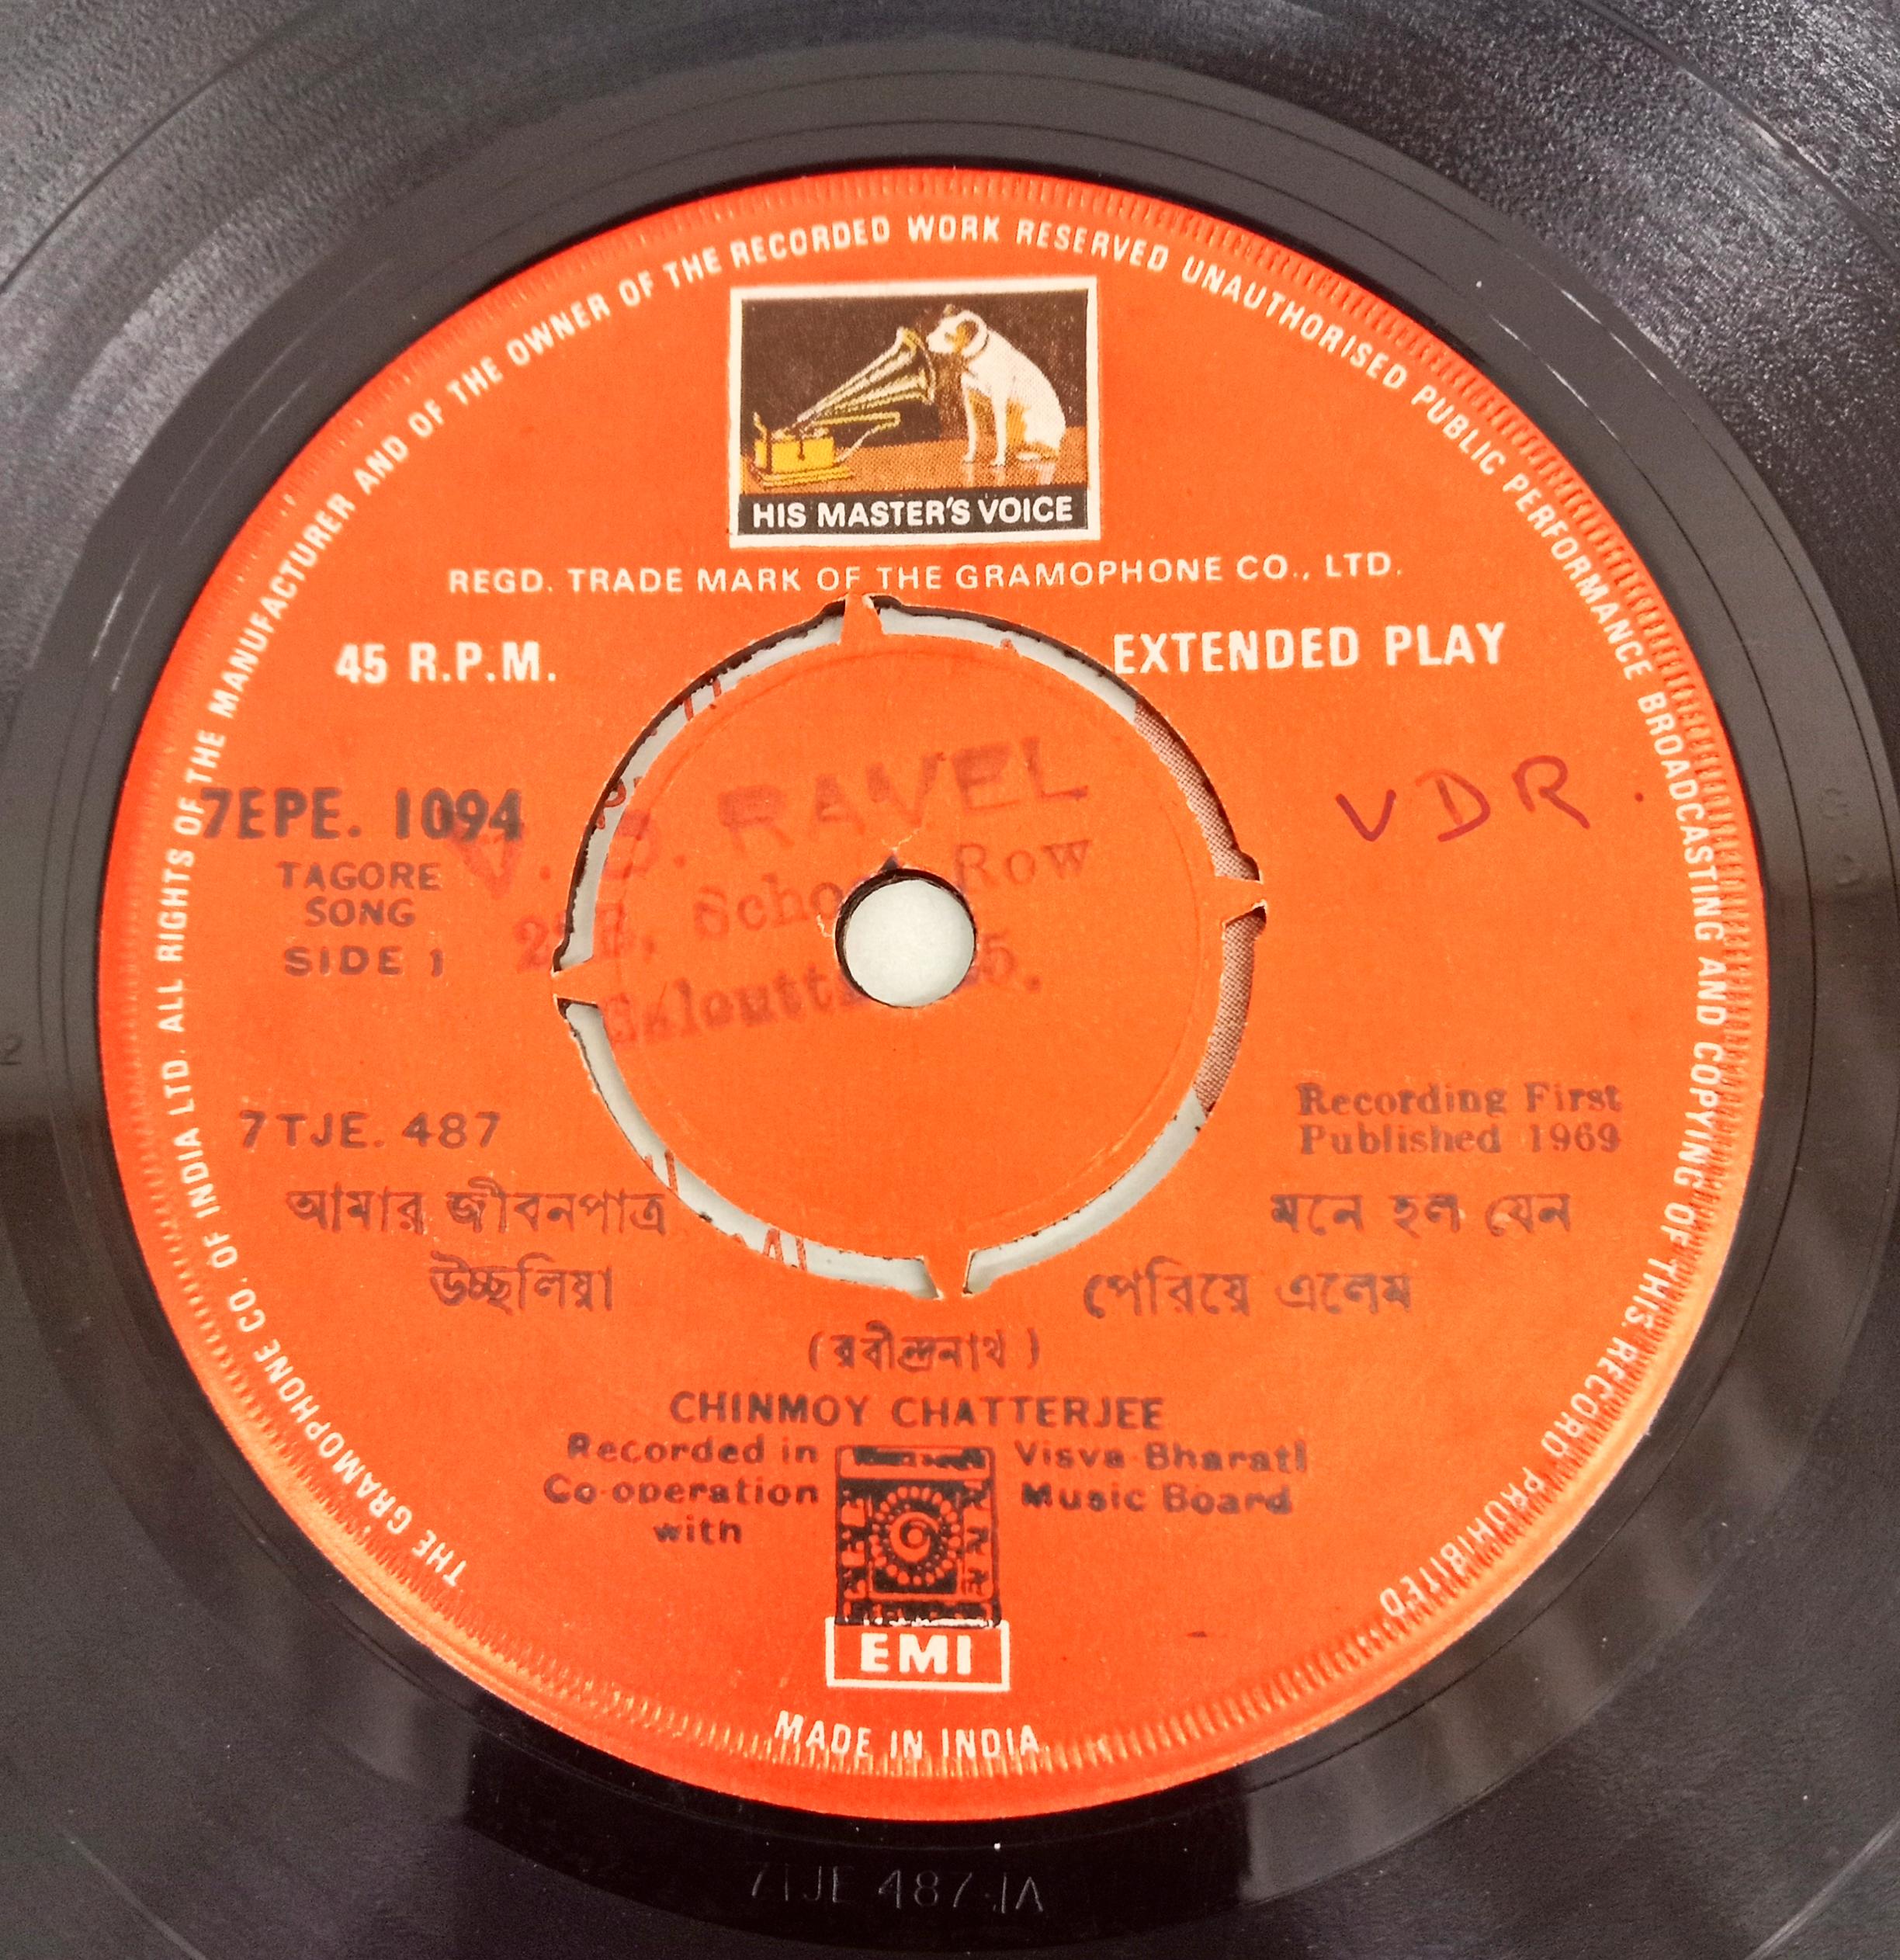 THE GRAMOPHONE CO. OF INDIA LTD. ALL RIGHTS OF THE MANUFACTURER AND OF THE OWNER OF THE RECORDED WORK RESERVED UNAUTHORISED PUBLIC PERFORMANCE BROADCASTING AND COPYING OF THIS RECORD PROHIBITED
HIS MASTER'S VOICE
REGD. TRADE MARK OF THE GRAMOPHONE CO., LTD.
45 R.P.M.
EXTENDED PLAY
7EPE. 1094
TAGORE
SONG
SIDE 1
VDR.
RAVEL
Row
7TJE. 487
Recording First
Published 1969
আমার জীবনপাত্র
উচ্ছলিয়া
মনে হল যেন
পেরিয়ে এলেম
(রবীন্দ্রনাথ)
CHINMOY CHATTERJEE
Recorded in
Co-operation
with
Visva-Bharati
Music Board
EMI
MADE IN INDIA
7TJE 487-1A